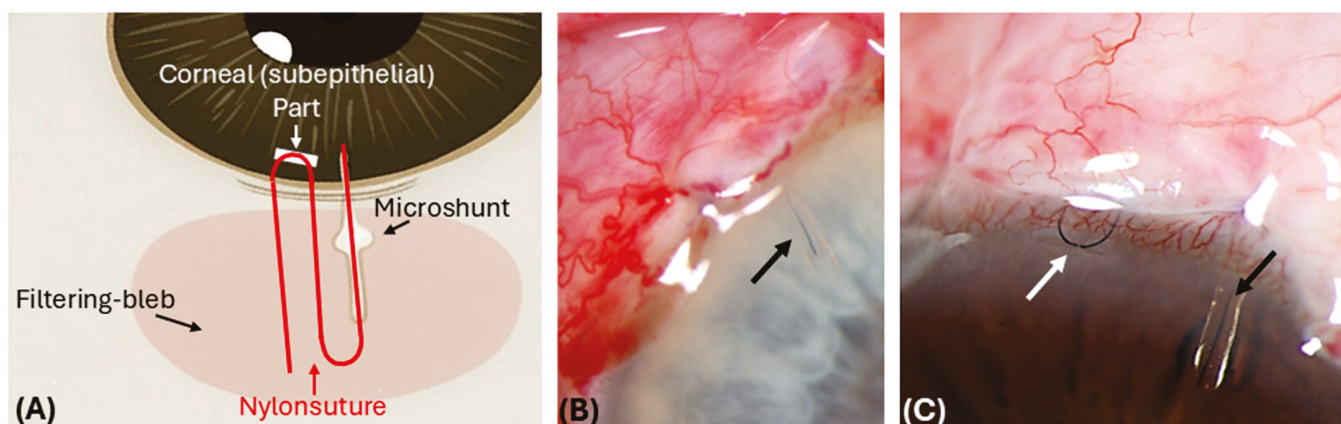 Corneal (subepithelial)
Part
Microshunt
Filtering-bleb
Nylonsuture
(A)
(B)
(C)